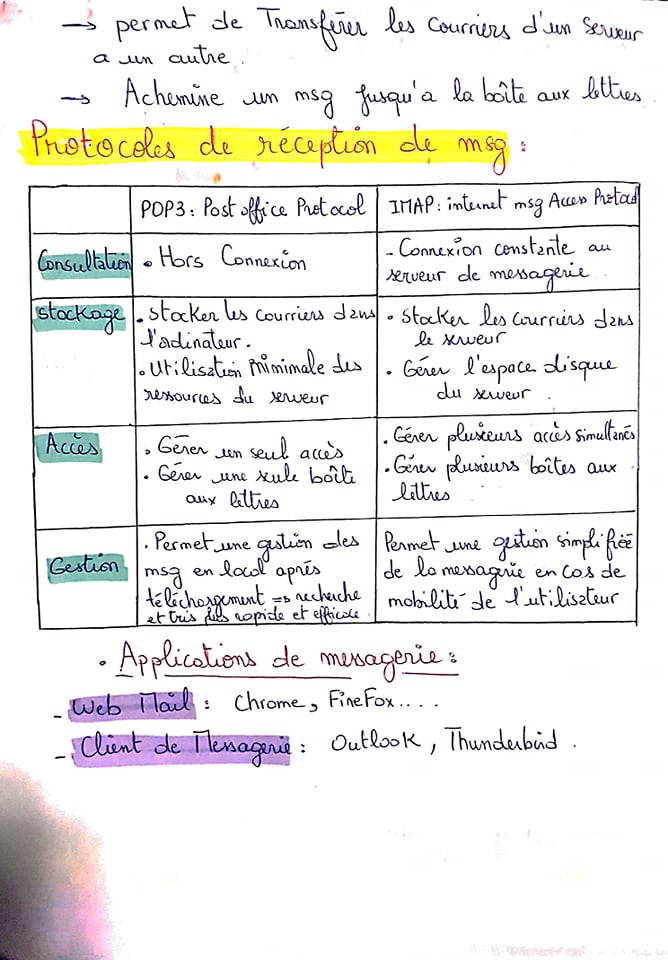 → permet de Transférer les Courriers d'un Serveur
a un autre.
→ Achemine un msg jusqu'a la boîte aux lettres
Protocoles de réception de msg :
POP3 : Post office Protocol
IMAP : internet msg Access Protocol
Consultation
• Hors Connexion
- Connexion constante au
serveur de messagerie
Stockage
• Stocker les courriers dans
l'ordinateur.
• Utilisation minimale des
ressources du serveur
• Stocker les courriers dans
le serveur
• Gérer l'espace disque
du serveur.
Accès
• Gérer un seul accès
• Gérer une seule boîte
aux lettres
• Gérer plusieurs accès simultanés
• Gérer plusieurs boîtes aux
lettres
Gestion
• Permet une gestion des
msg en local après
téléchargement => recherche
et tris plus rapide et efficace.
Permet une gestion simplifiée
de la messagerie en cas de
mobilité de l'utilisateur
• Applications de messagerie :
- Web Mail : Chrome, FireFox....
- Client de Messagerie : Outlook, Thunderbird.